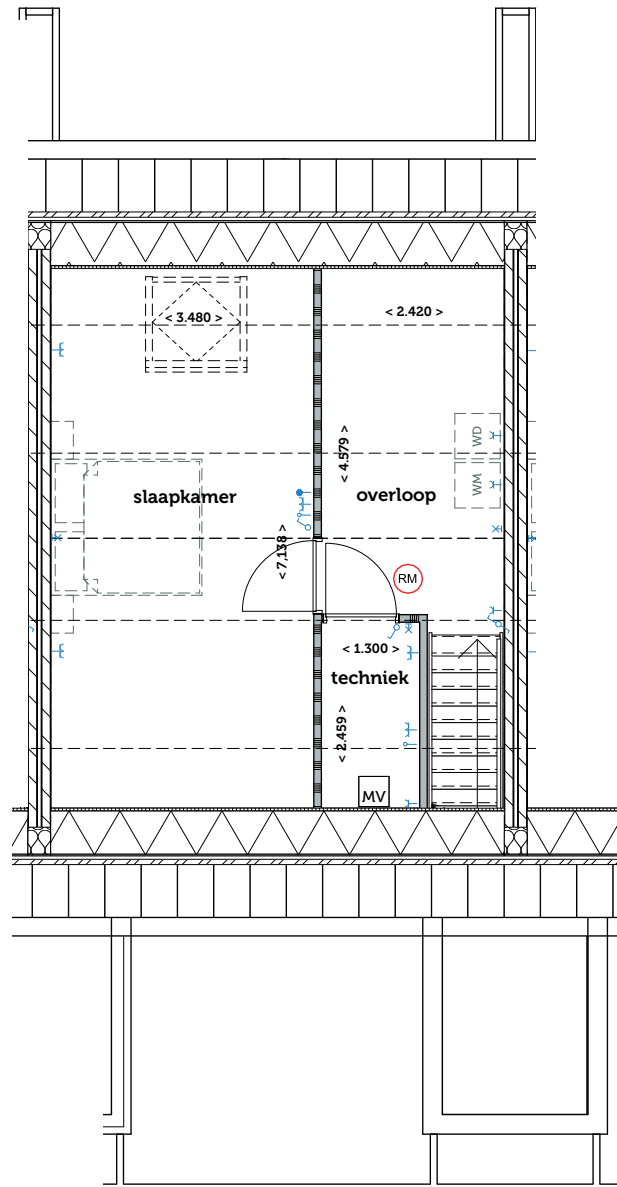 < 3.480 >
< 2.420 >
WD
< 4.579 >
WM
slaapkamer
overloop
< 7,138 >
RM
< 1.300 >
techniek
< 2.459 >
MV